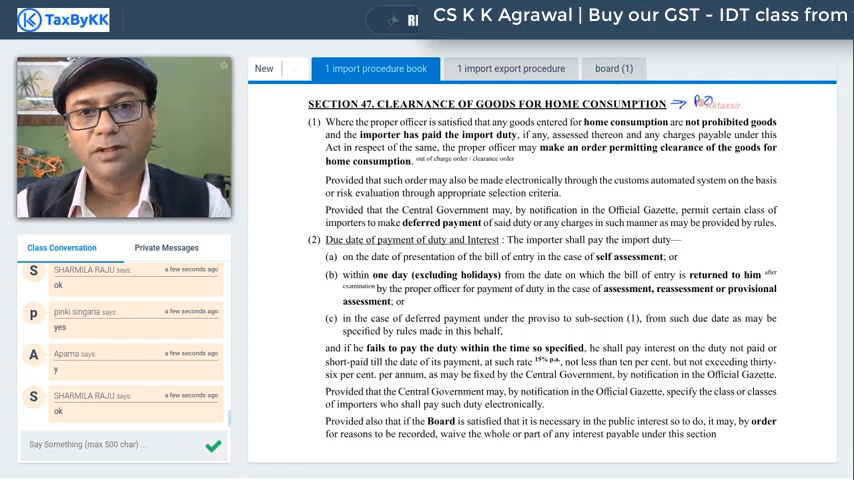 TaxByKK
CS K K Agrawal | Buy our GST - IDT class from
New
1 import procedure book
1 import export procedure
board (1)
SECTION 47. CLEARNANCE OF GOODS FOR HOME CONSUMPTION
kktaxsir
(1) Where the proper officer is satisfied that any goods entered for home consumption are not prohibited goods
and the importer has paid the import duty, if any, assessed thereon and any charges payable under this
Act in respect of the same, the proper officer may make an order permitting clearance of the goods for
home consumption. out of charge order / clearance order
Provided that such order may also be made electronically through the customs automated system on the basis
or risk evaluation through appropriate selection criteria.
Provided that the Central Government may, by notification in the Official Gazette, permit certain class of
importers to make deferred payment of said duty or any charges in such manner as may be provided by rules.
(2) Due date of payment of duty and Interest : The importer shall pay the import duty—
(a) on the date of presentation of the bill of entry in the case of self assessment; or
(b) within one day (excluding holidays) from the date on which the bill of entry is returned to him after
examination by the proper officer for payment of duty in the case of assessment, reassessment or provisional
assessment; or
(c) in the case of deferred payment under the proviso to sub-section (1), from such due date as may be
specified by rules made in this behalf,
and if he fails to pay the duty within the time so specified, he shall pay interest on the duty not paid or
short-paid till the date of its payment, at such rate 15% p.a. not less than ten per cent. but not exceeding thirty-
six per cent. per annum, as may be fixed by the Central Government, by notification in the Official Gazette.
Provided that the Central Government may, by notification in the Official Gazette, specify the class or classes
of importers who shall pay such duty electronically.
Provided also that if the Board is satisfied that it is necessary in the public interest so to do, it may, by order
for reasons to be recorded, waive the whole or part of any interest payable under this section
Class Conversation
Private Messages
S
SHARMILA RAJU says:
a few seconds ago
ok
p
pinki singaria says:
a few seconds ago
yes
A
Aparna says:
a few seconds ago
y
S
SHARMILA RAJU says:
a few seconds ago
ok
Say Something (max 500 char) ...